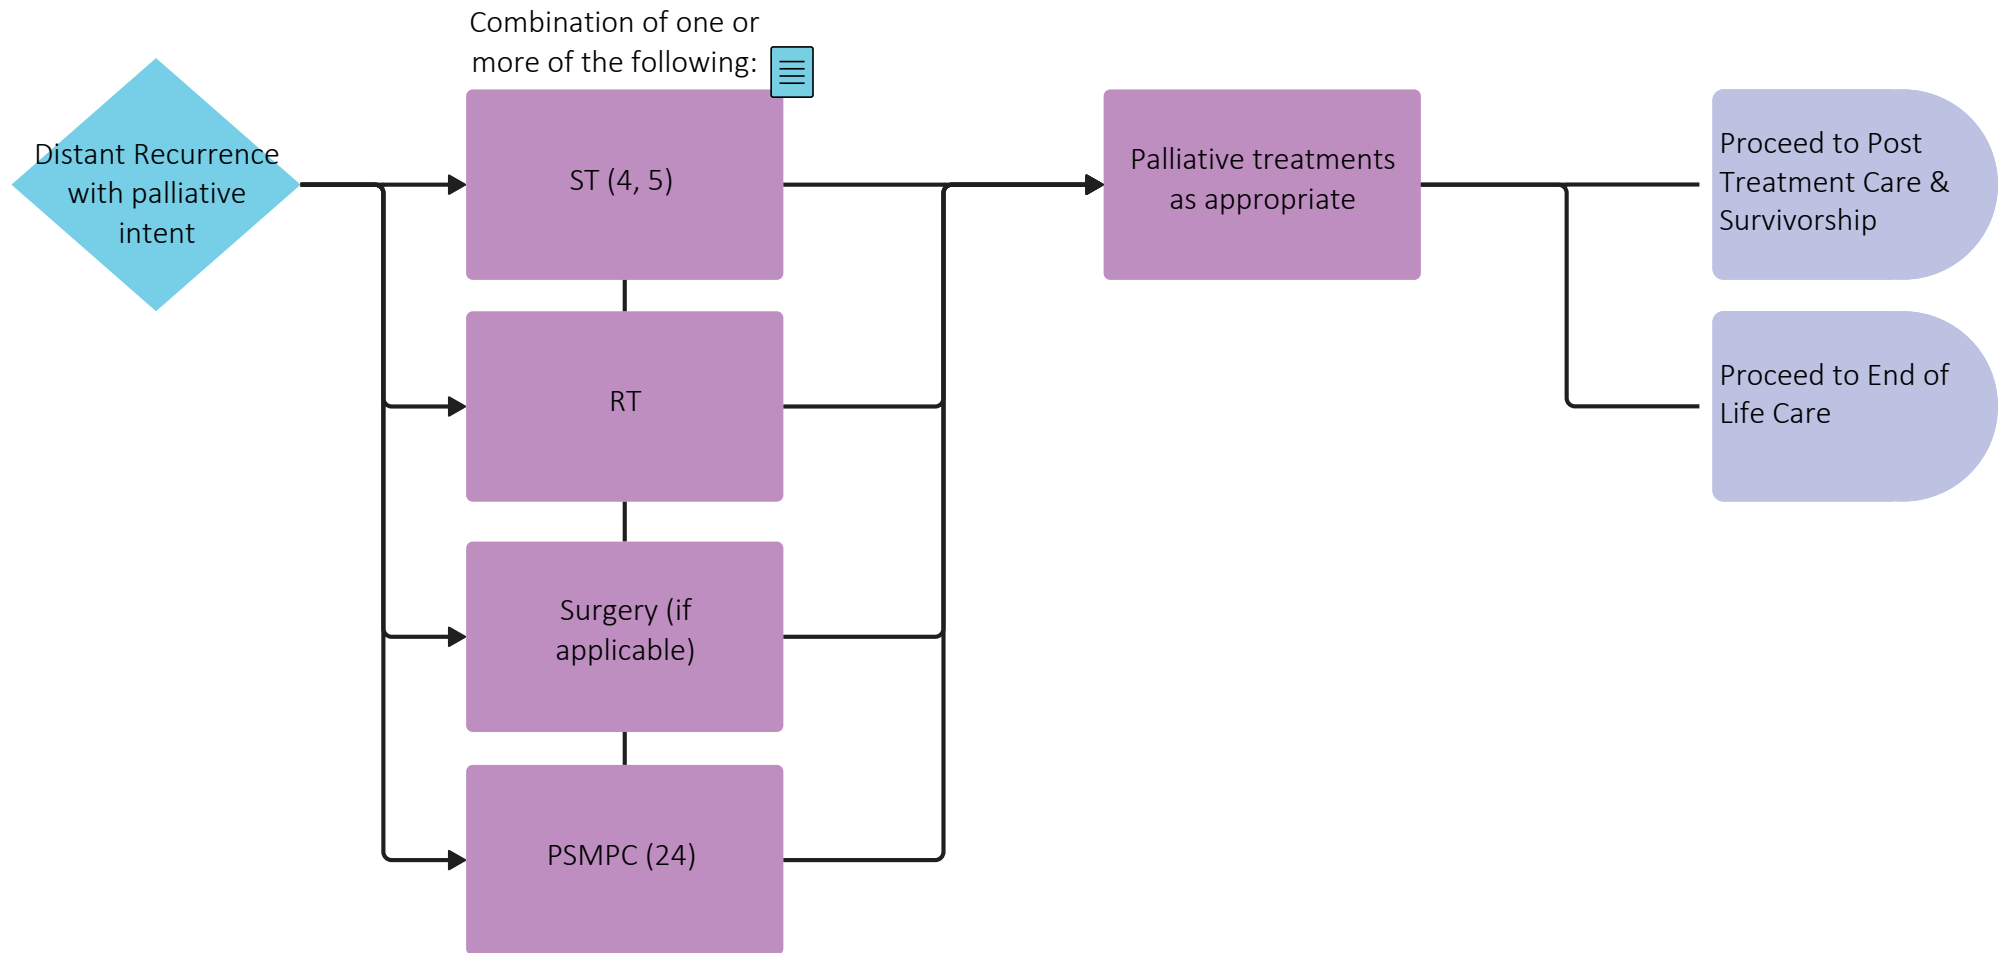 Combination of one or
more of the following:
Distant Recurrence
with palliative
intent
ST (4, 5)
RT
Surgery (if
applicable)
PSMPC (24)
Palliative treatments
as appropriate
Proceed to Post
Treatment Care &
Survivorship
Proceed to End of
Life Care